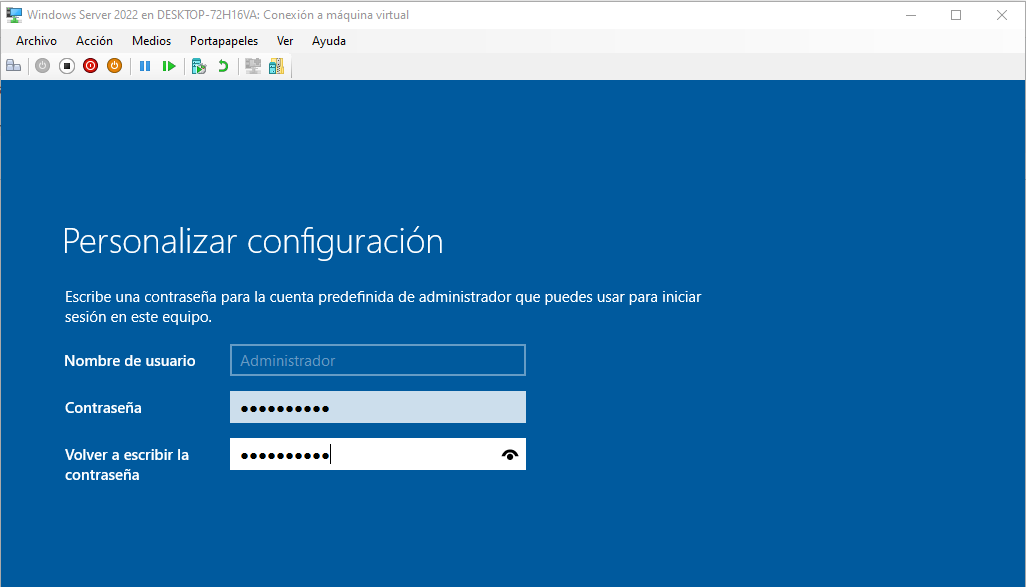 Windows Server 2022 en DESKTOP-72H16VA: Conexión a máquina virtual
Archivo Acción Medios Portapapeles Ver Ayuda
Personalizar configuración
Escribe una contraseña para la cuenta predefinida de administrador que puedes usar para iniciar
sesión en este equipo.
Nombre de usuario Administrador
Contraseña ●●●●●●●●●●
Volver a escribir la ●●●●●●●●●●
contraseña